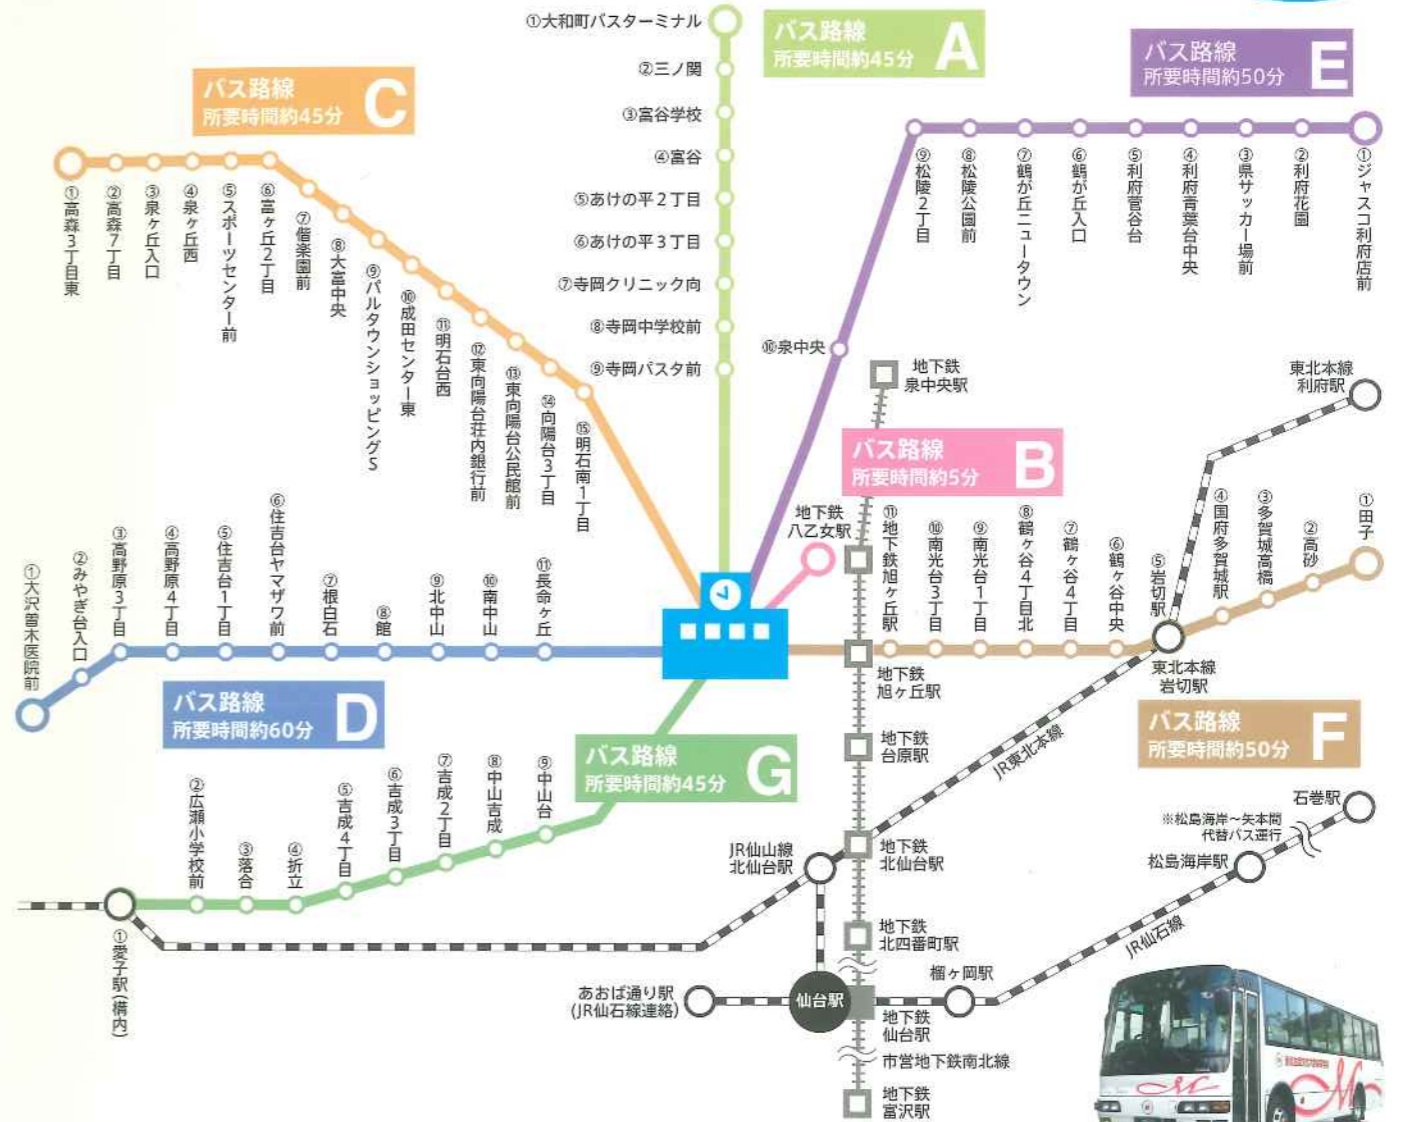 ①大和町バスターミナル
②三ノ関
③富谷学校
④富谷
⑤あけの平2丁目
⑥あけの平3丁目
⑦寺岡クリニック向
⑧寺岡中学校前
⑨寺岡パスタ前
バス路線
所要時間約45分
A
バス路線
所要時間約50分
E
①ジャスコ利府店前
②利府花園
③県サッカー場前
④利府青葉台中央
⑤利府菅谷台
⑥鶴が丘入口
⑦鶴が丘ニュータウン
⑧松陵公園前
⑨松陵2丁目
⑩泉中央
バス路線
所要時間約45分
C
①高森3丁目東
②高森7丁目
③泉ヶ丘入口
④泉ヶ丘西
⑤スポーツセンター前
⑥富ヶ丘2丁目
⑦偕楽園前
⑧大富中央
⑨パルタウンショッピングS
⑩成田センター東
⑪明石台西
⑫東向陽台荘内銀行前
⑬東向陽台公民館前
⑭向陽台3丁目
⑮明石南1丁目
地下鉄
泉中央駅
バス路線
所要時間約5分
B
地下鉄
八乙女駅
東北本線
利府駅
①田子
②高砂
③多賀城高橋
④国府多賀城駅
⑤岩切駅
⑥鶴ヶ谷中央
⑦鶴ヶ谷4丁目
⑧鶴ヶ谷4丁目北
⑨南光台1丁目
⑩南光台3丁目
⑪地下鉄旭ヶ丘駅
東北本線
岩切駅
バス路線
所要時間約50分
F
①大沢曽木医院前
②みやぎ台入口
③高野原3丁目
④高野原4丁目
⑤住吉台1丁目
⑥住吉台ヤマザワ前
⑦根白石
⑧館
⑨北中山
⑩南中山
⑪長命ヶ丘
バス路線
所要時間約60分
D
バス路線
所要時間約45分
G
①愛子駅(構内)
②広瀬小学校前
③落合
④折立
⑤吉成4丁目
⑥吉成3丁目
⑦吉成2丁目
⑧中山吉成
⑨中山台
地下鉄
旭ヶ丘駅
地下鉄
台原駅
JR東北本線
JR仙山線
北仙台駅
地下鉄
北仙台駅
地下鉄
北四番町駅
石巻駅
※松島海岸～矢本間
代替バス運行
松島海岸駅
JR仙石線
榴ヶ岡駅
あおば通り駅
(JR仙石線連絡)
仙台駅
地下鉄
仙台駅
市営地下鉄南北線
地下鉄
富沢駅